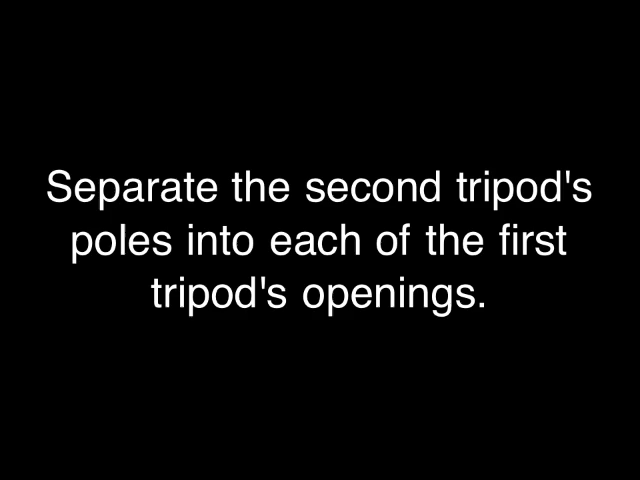 Separate the second tripod's
poles into each of the first
tripod's openings.